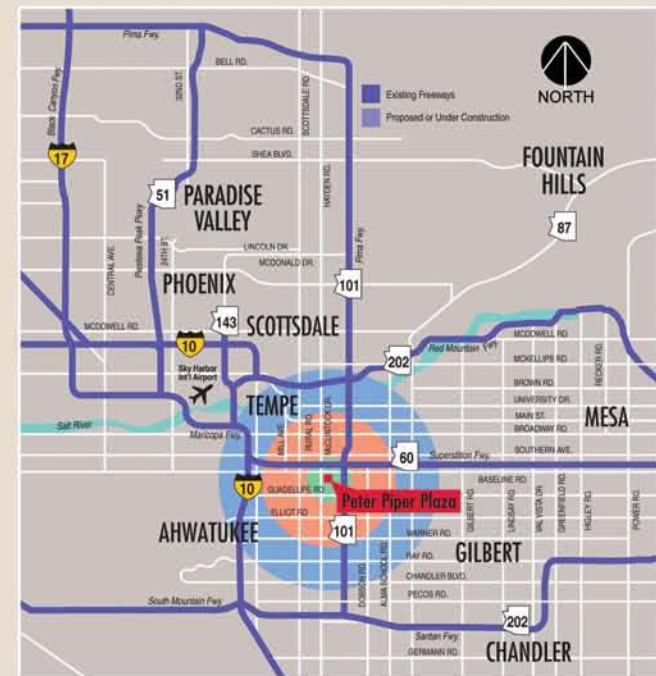 Pima Fwy.
BELL RD.
Black Canyon Fwy.
32ND ST.
SCOTTSDALE RD.
NORTH
Existing Freeways
Proposed or Under Construction
CACTUS RD.
SHEA BLVD.
17
FOUNTAIN
HILLS
51
PARADISE
VALLEY
HAYDEN RD.
87
CENTRAL AVE.
Piestewa Peak Pkwy
24TH ST.
LINCOLN DR.
MCDONALD DR.
Pima Fwy.
PHOENIX
101
143
SCOTTSDALE
MCDOWELL RD.
10
202
Red Mountain Fwy.
MCDOWELL RD.
MCKELLIPS RD.
RECKER RD.
Sky Harbor
Int'l Airport
BROWN RD.
TEMPE
UNIVERSITY DR.
MAIN ST.
MESA
BROADWAY RD.
Salt River
Maricopa Fwy.
MILL AVE.
RURAL RD.
McCLINTOCK DR.
60
SOUTHERN AVE.
Superstition Fwy.
10
GUADELUPE RD.
Peter Piper Plaza
BASELINE RD.
ELLIOT RD.
GILBERT RD.
LINDSAY RD.
VAL VISTA DR.
GREENFIELD RD.
HIGLEY RD.
POWER RD.
AHWATUKEE
101
WARNER RD.
GILBERT
RAY RD.
DOBSON RD.
ALMA SCHOOL RD.
CHANDLER BLVD.
PECOS RD.
South Mountain Fwy.
202
Santan Fwy.
CHANDLER
GERMANN RD.